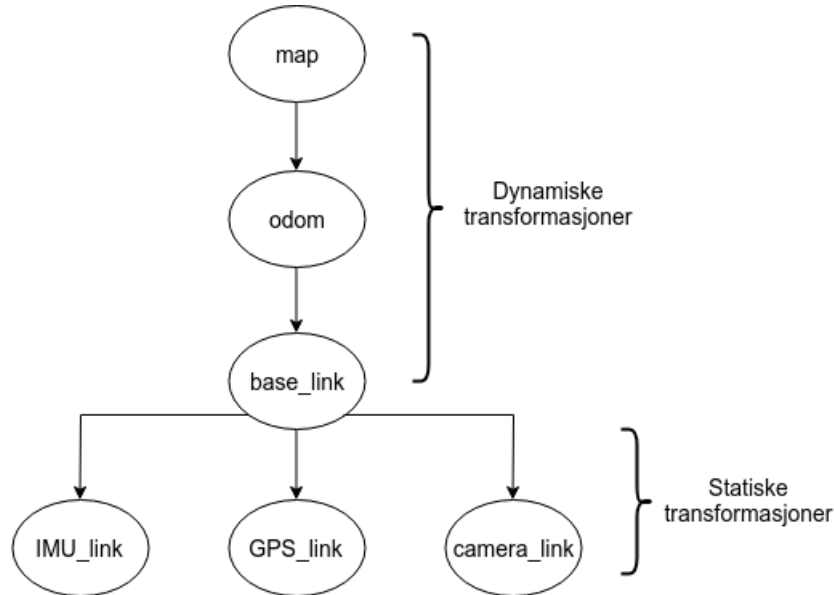 map
odom
Dynamiske
transformasjoner
base_link
IMU_link
GPS_link
camera_link
Statiske
transformasjoner